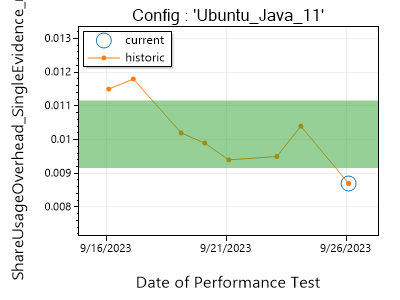 Config : 'Ubuntu_Java_11'
current
historic
0.013
0.012
0.011
0.01
0.009
0.008
ShareUsageOverhead_SingleEvidence_
9/16/2023
9/21/2023
9/26/2023
Date of Performance Test